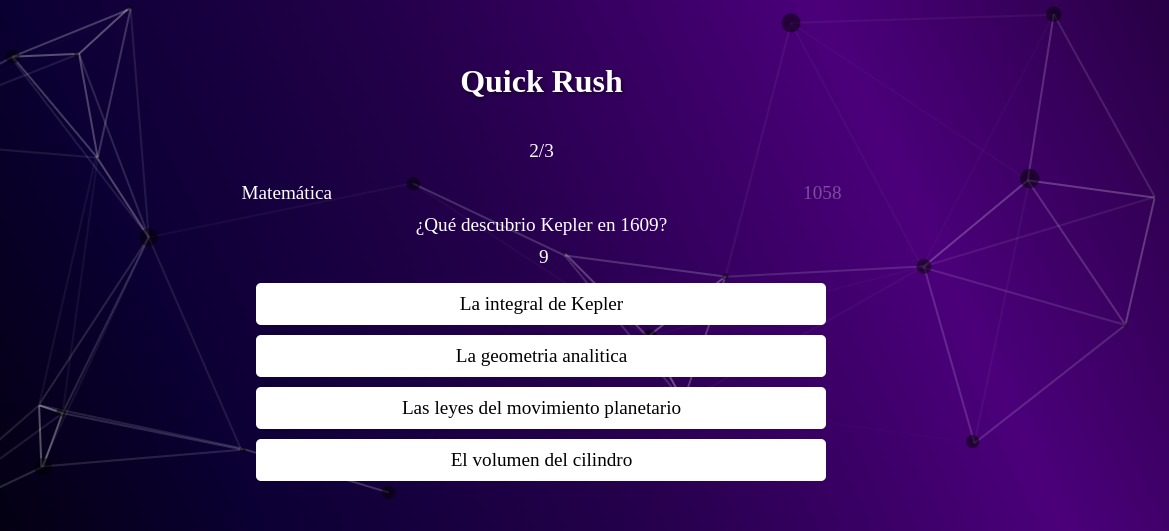 Quick Rush
2/3
Matemática
1058
¿Qué descubrio Kepler en 1609?
9
La integral de Kepler
La geometria analitica
Las leyes del movimiento planetario
El volumen del cilindro